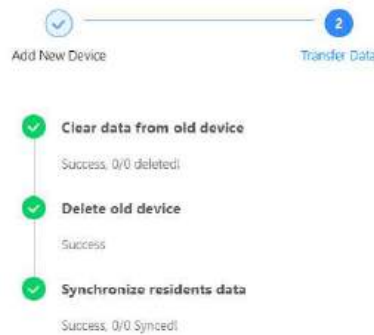 2
Add New Device
Transfer Data
Clear data from old device
Success, 0/0 deleted!
Delete old device
Success
Synchronize residents data
Success, 0/0 Synced!